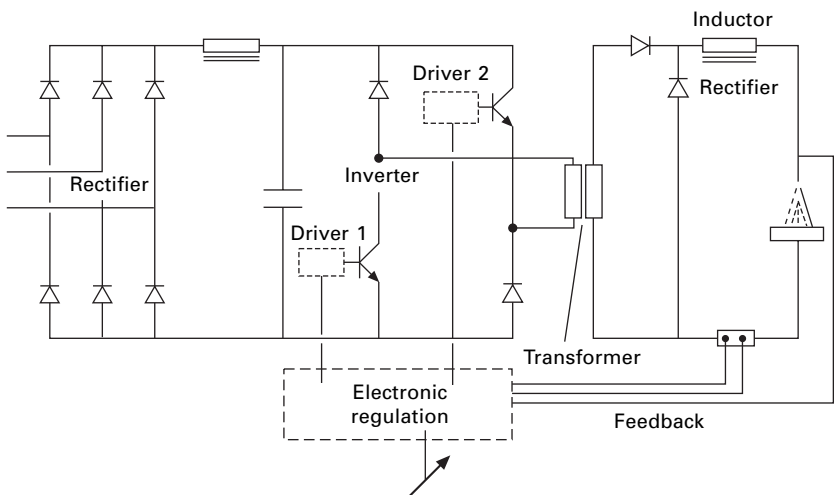 Inductor
Driver 2
Rectifier
Rectifier
Inverter
Driver 1
Transformer
Electronic
regulation
Feedback